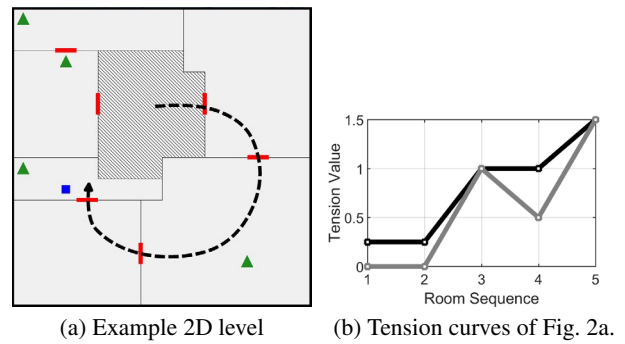 1.5
1
0.5
0
1 2 3 4 5
Tension Value
Room Sequence
(a) Example 2D level
(b) Tension curves of Fig. 2a.